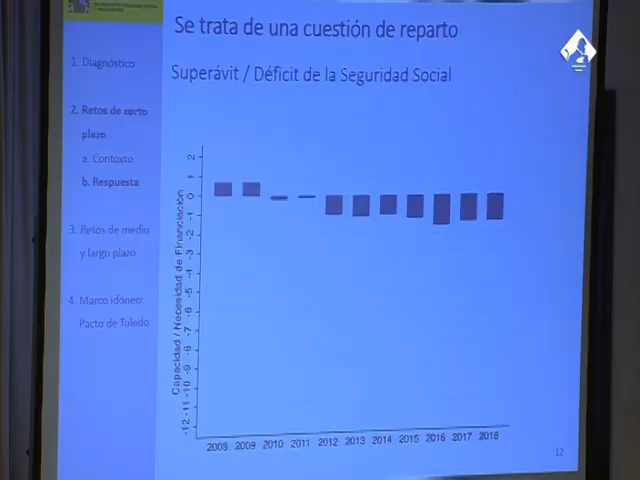 Se trata de una cuestión de reparto
Superávit / Déficit de la Seguridad Social
1. Diagnóstico
2. Retos de corto
plazo
a. Contexto
b. Respuesta
3. Retos de medio
y largo plazo
4. Marco idóneo:
Pacto de Toledo
Capacidad / Necesidad de Financiación
2
1
0
-1
-2
-3
-4
-5
-6
-7
-8
-9
-10
-11
-12
2008 2009 2010 2011 2012 2013 2014 2015 2016 2017 2018
12